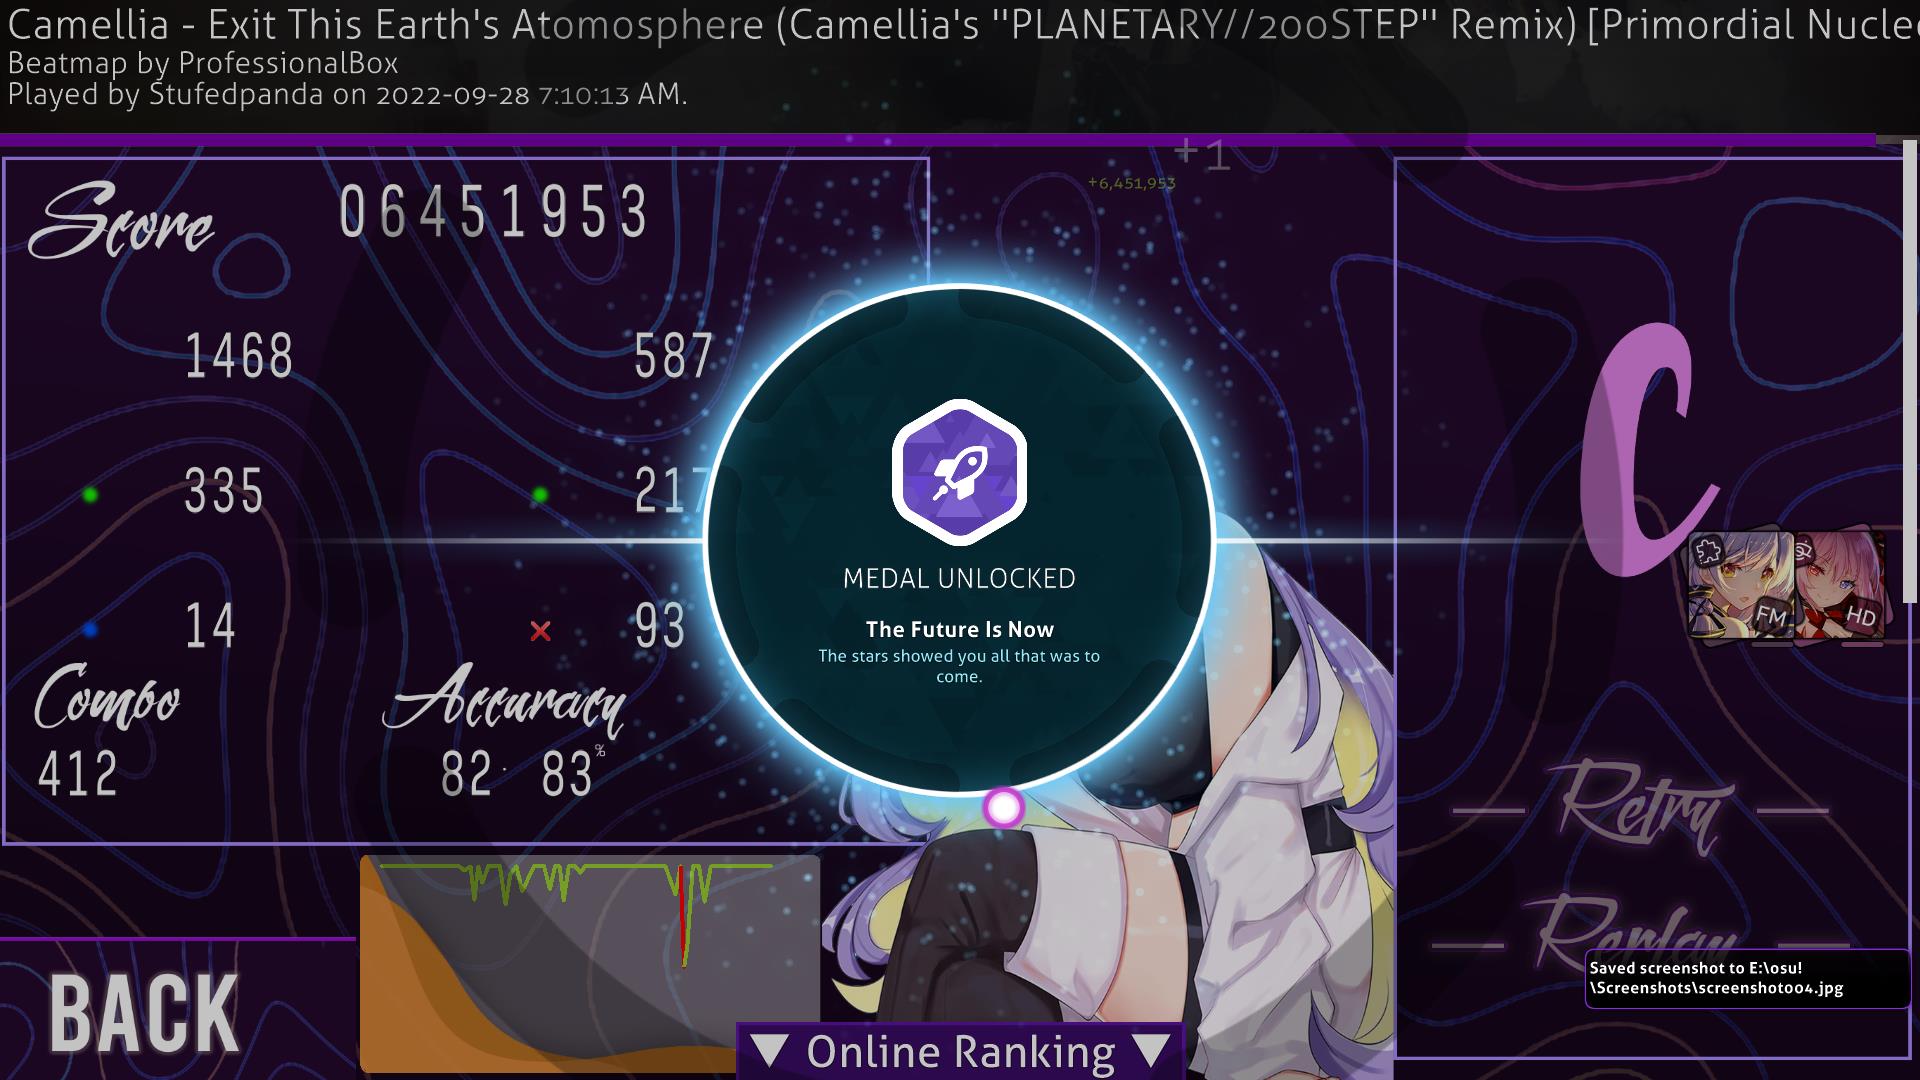 Camellia - Exit This Earth's Atomosphere (Camellia's "PLANETARY//200STEP" Remix) [Primordial Nucle
Beatmap by ProfessionalBox
Played by Stufedpanda on 2022-09-28 7:10:13 AM.
+1
+6,451,953
Score 06451953
1468 587
335 217
14 93
Combo Accuracy
412 82.83%
C
FM HD
MEDAL UNLOCKED
The Future Is Now
The stars showed you all that was to
come.
Retry
Replay
Saved screenshot to E:\osu!
\Screenshots\screenshot004.jpg
BACK
Online Ranking